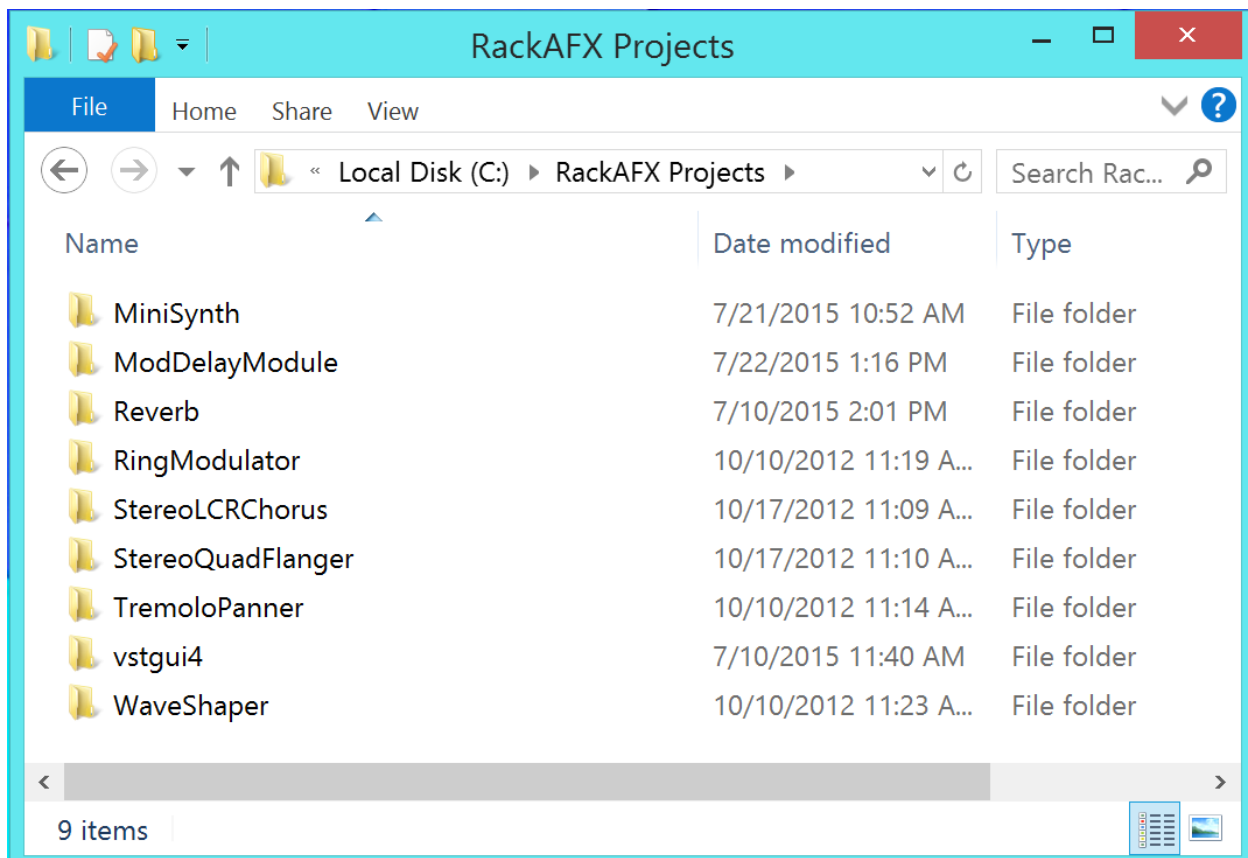 RackAFX Projects
File Home Share View
« Local Disk (C:) RackAFX Projects Search Rac...
Name Date modified Type
MiniSynth 7/21/2015 10:52 AM File folder
ModDelayModule 7/22/2015 1:16 PM File folder
Reverb 7/10/2015 2:01 PM File folder
RingModulator 10/10/2012 11:19 A... File folder
StereoLCRChorus 10/17/2012 11:09 A... File folder
StereoQuadFlanger 10/17/2012 11:10 A... File folder
TremoloPanner 10/10/2012 11:14 A... File folder
vstgui4 7/10/2015 11:40 AM File folder
WaveShaper 10/10/2012 11:23 A... File folder
9 items